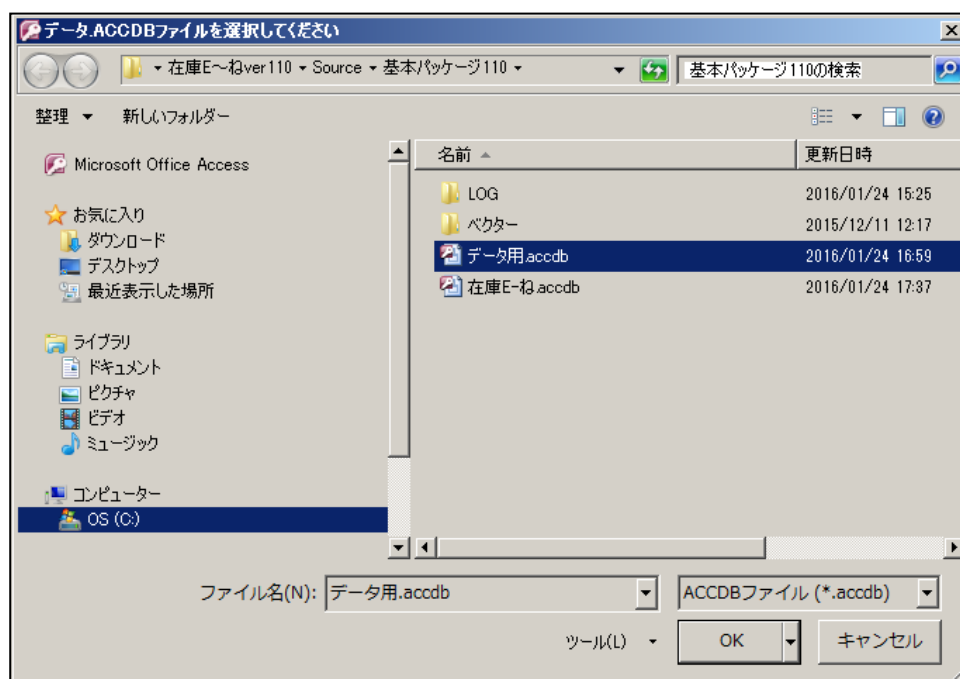 データ.ACCDBファイルを選択してください
在庫E～ねver110 Source 基本パッケージ110 基本パッケージ110の検索
整理 新しいフォルダー
Microsoft Office Access
お気に入り
ダウンロード
デスクトップ
最近表示した場所
ライブラリ
ドキュメント
ピクチャ
ビデオ
ミュージック
コンピューター
OS (C:)
名前 更新日時
LOG 2016/01/24 15:25
ベクター 2015/12/11 12:17
データ用.accdb 2016/01/24 16:59
在庫E-ね.accdb 2016/01/24 17:37
ファイル名(N): データ用.accdb ACCDBファイル (*.accdb)
ツール(L) OK キャンセル